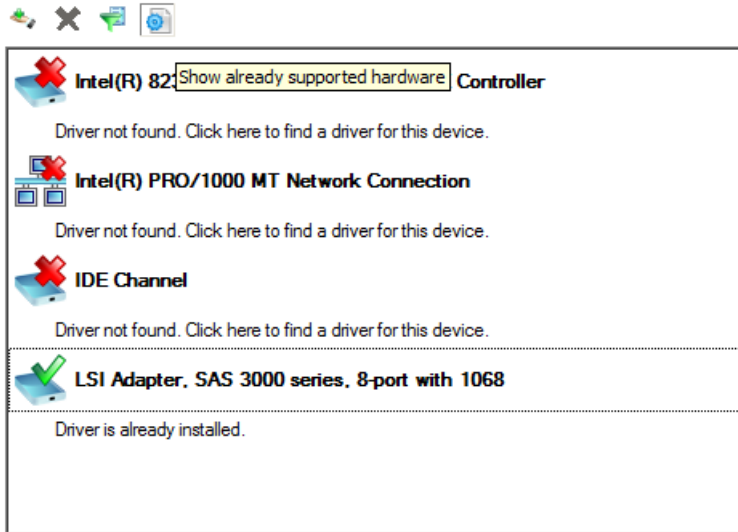 Intel(R) 82
Show already supported hardware
Controller
Driver not found. Click here to find a driver for this device.
Intel(R) PRO/1000 MT Network Connection
Driver not found. Click here to find a driver for this device.
IDE Channel
Driver not found. Click here to find a driver for this device.
LSI Adapter, SAS 3000 series, 8-port with 1068
Driver is already installed.